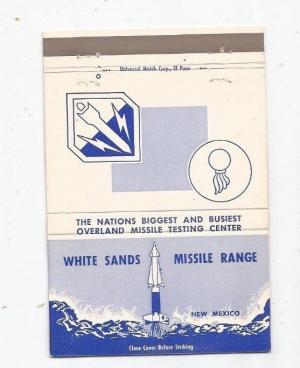 Universal Match Corp., El Paso
THE NATIONS BIGGEST AND BUSIEST
OVERLAND MISSILE TESTING CENTER
WHITE SANDS MISSILE RANGE
NEW MEXICO
Close Cover Before Striking